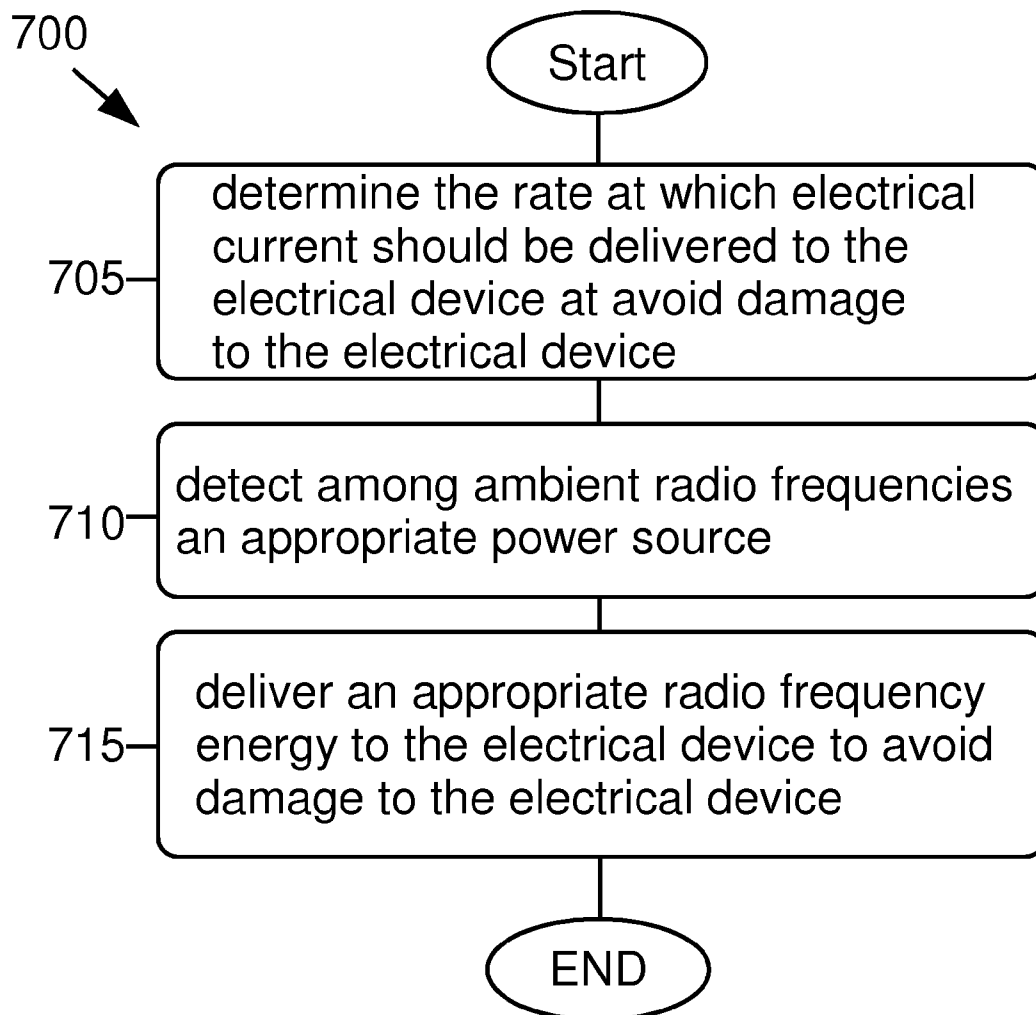 700
Start
705
determine the rate at which electrical
current should be delivered to the
electrical device at avoid damage
to the electrical device
710
detect among ambient radio frequencies
an appropriate power source
715
deliver an appropriate radio frequency
energy to the electrical device to avoid
damage to the electrical device
END